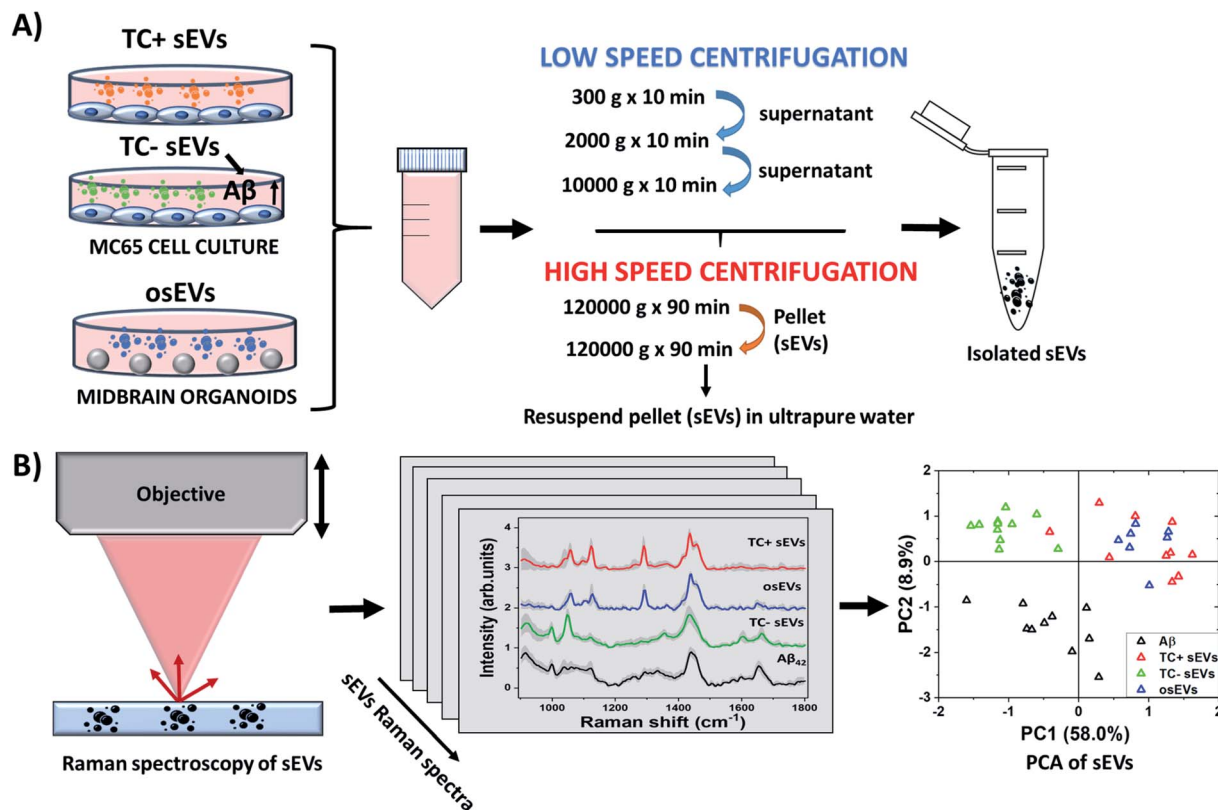 A)
TC+ sEVs
TC- sEVs
Aβ
MC65 CELL CULTURE
osEVs
MIDBRAIN ORGANOIDS
LOW SPEED CENTRIFUGATION
300 g x 10 min
supernatant
2000 g x 10 min
supernatant
10000 g x 10 min
HIGH SPEED CENTRIFUGATION
120000 g x 90 min
Pellet
(sEVs)
120000 g x 90 min
Resuspend pellet (sEVs) in ultrapure water
Isolated sEVs
B)
Objective
Raman spectroscopy of sEVs
sEVs Raman spectra
Intensity (arb.units)
4
3
2
1
0
TC+ sEVs
osEVs
TC- sEVs
Aβ42
1000 1200 1400 1600 1800
Raman shift (cm-1)
PC2 (8.9%)
2
1
0
-1
-2
-3
Aβ
TC+ sEVs
TC- sEVs
osEVs
-2 -1 0 1 2
PC1 (58.0%)
PCA of sEVs